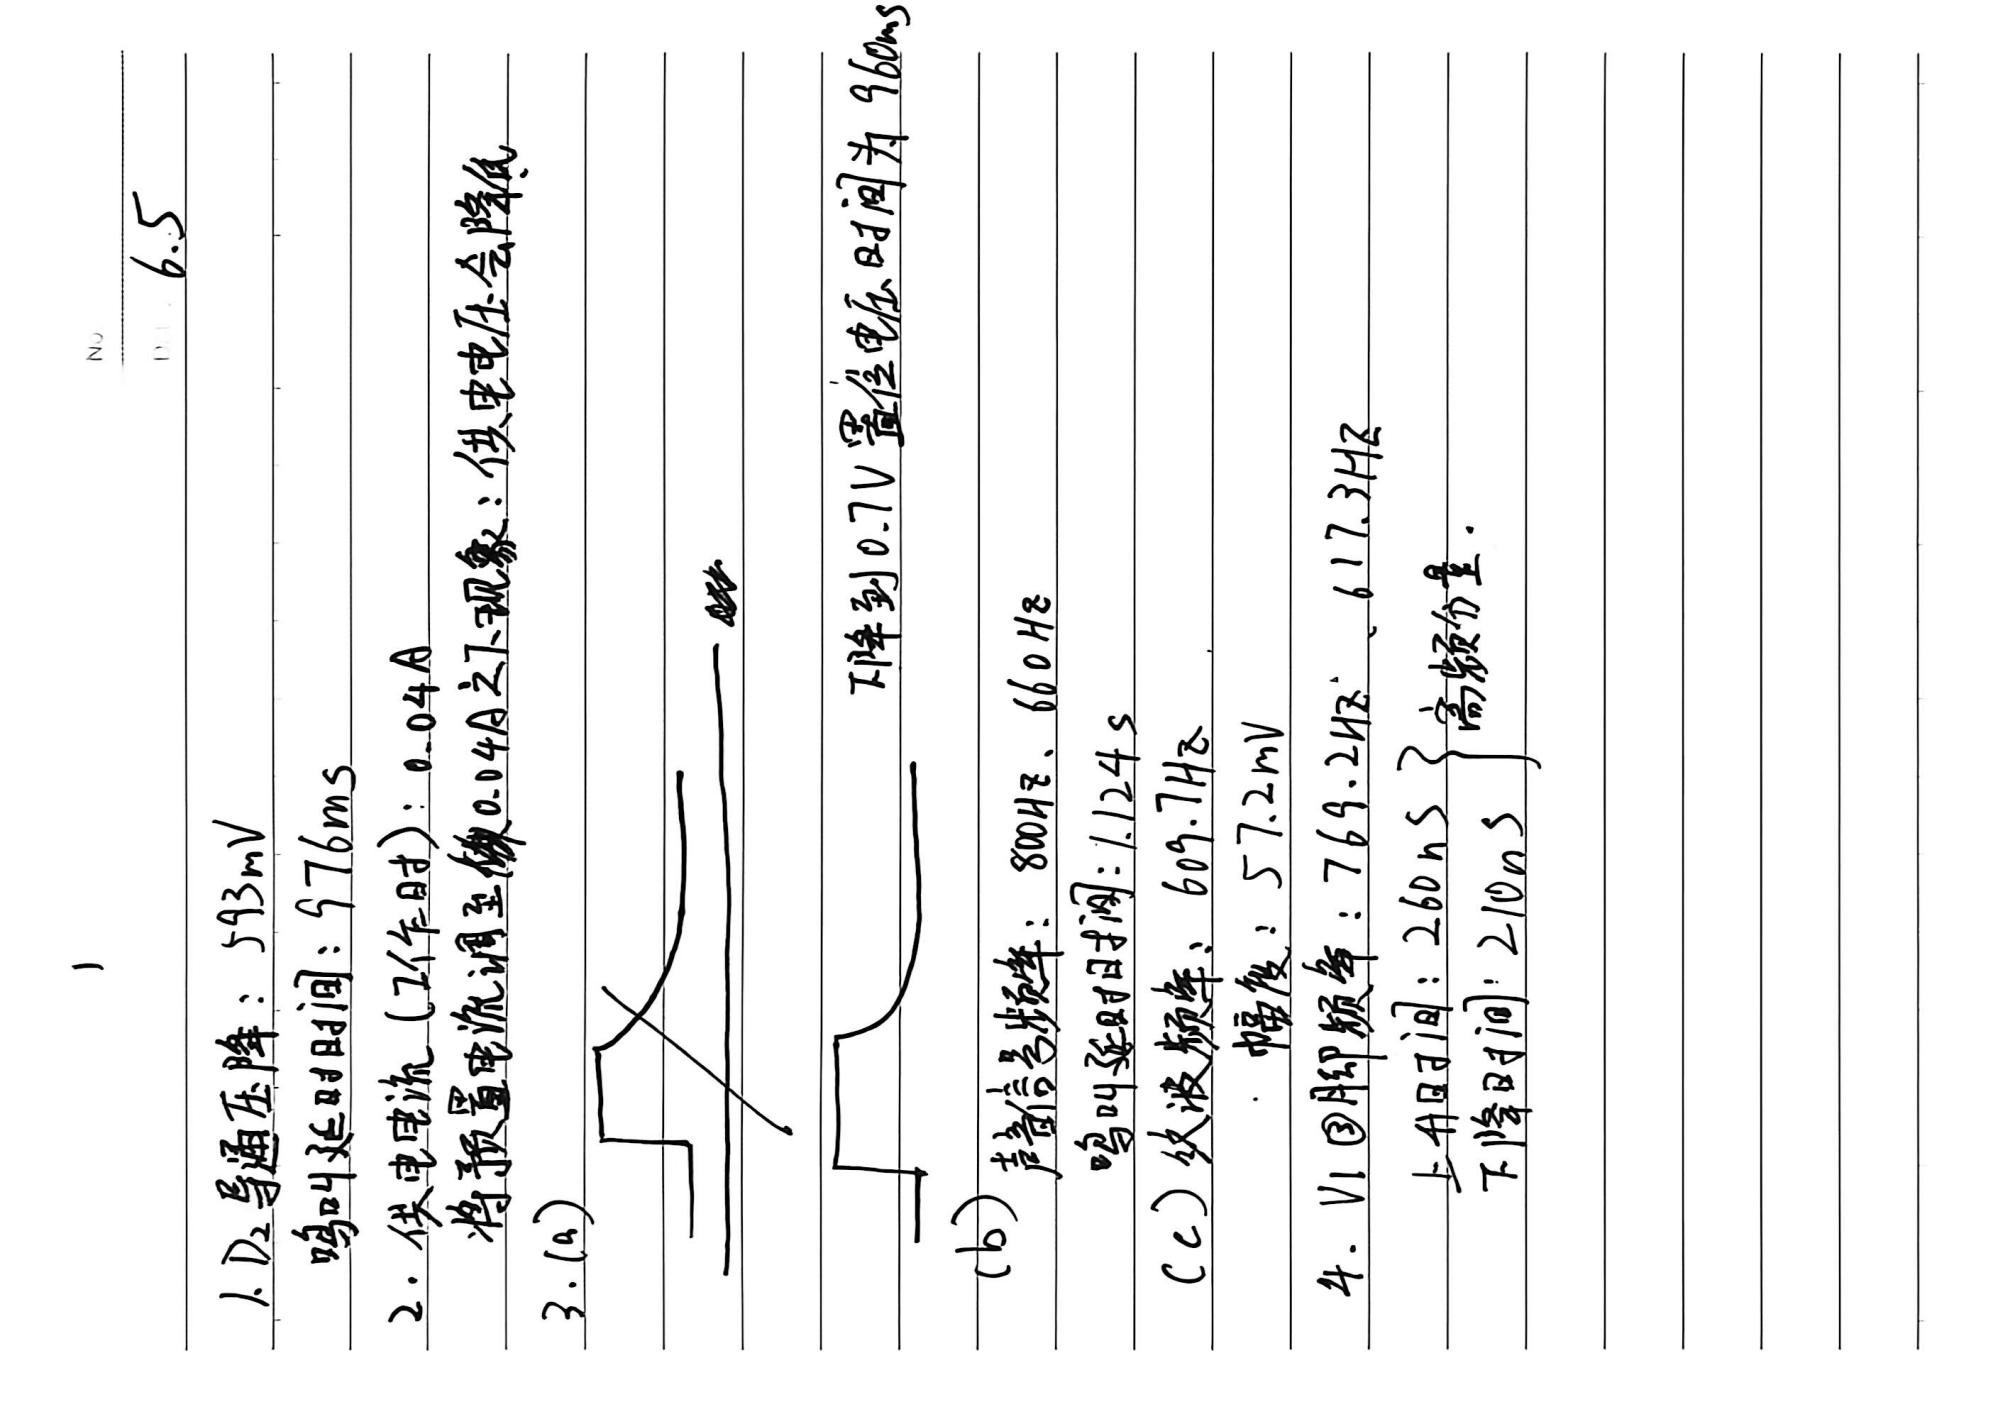 1
No
6.5
1. D₂导通压降：593mV
鸣叫延时时间：976ms
2. 供电电流（工作时）：0.04A
将预置电流调至0.04A之下现象：供电电压会降低
3.(a)
下降到0.7V置位电压时间为960ms
(b) 声音信号频率：800Hz、660Hz
鸣叫延时时间：1.124s
(c) 纹波频率：609.7Hz
幅度：57.2mV
4. V1③脚频率：769.2Hz、617.3Hz
上升时间：260ns } 高频分量.
下降时间：210ns